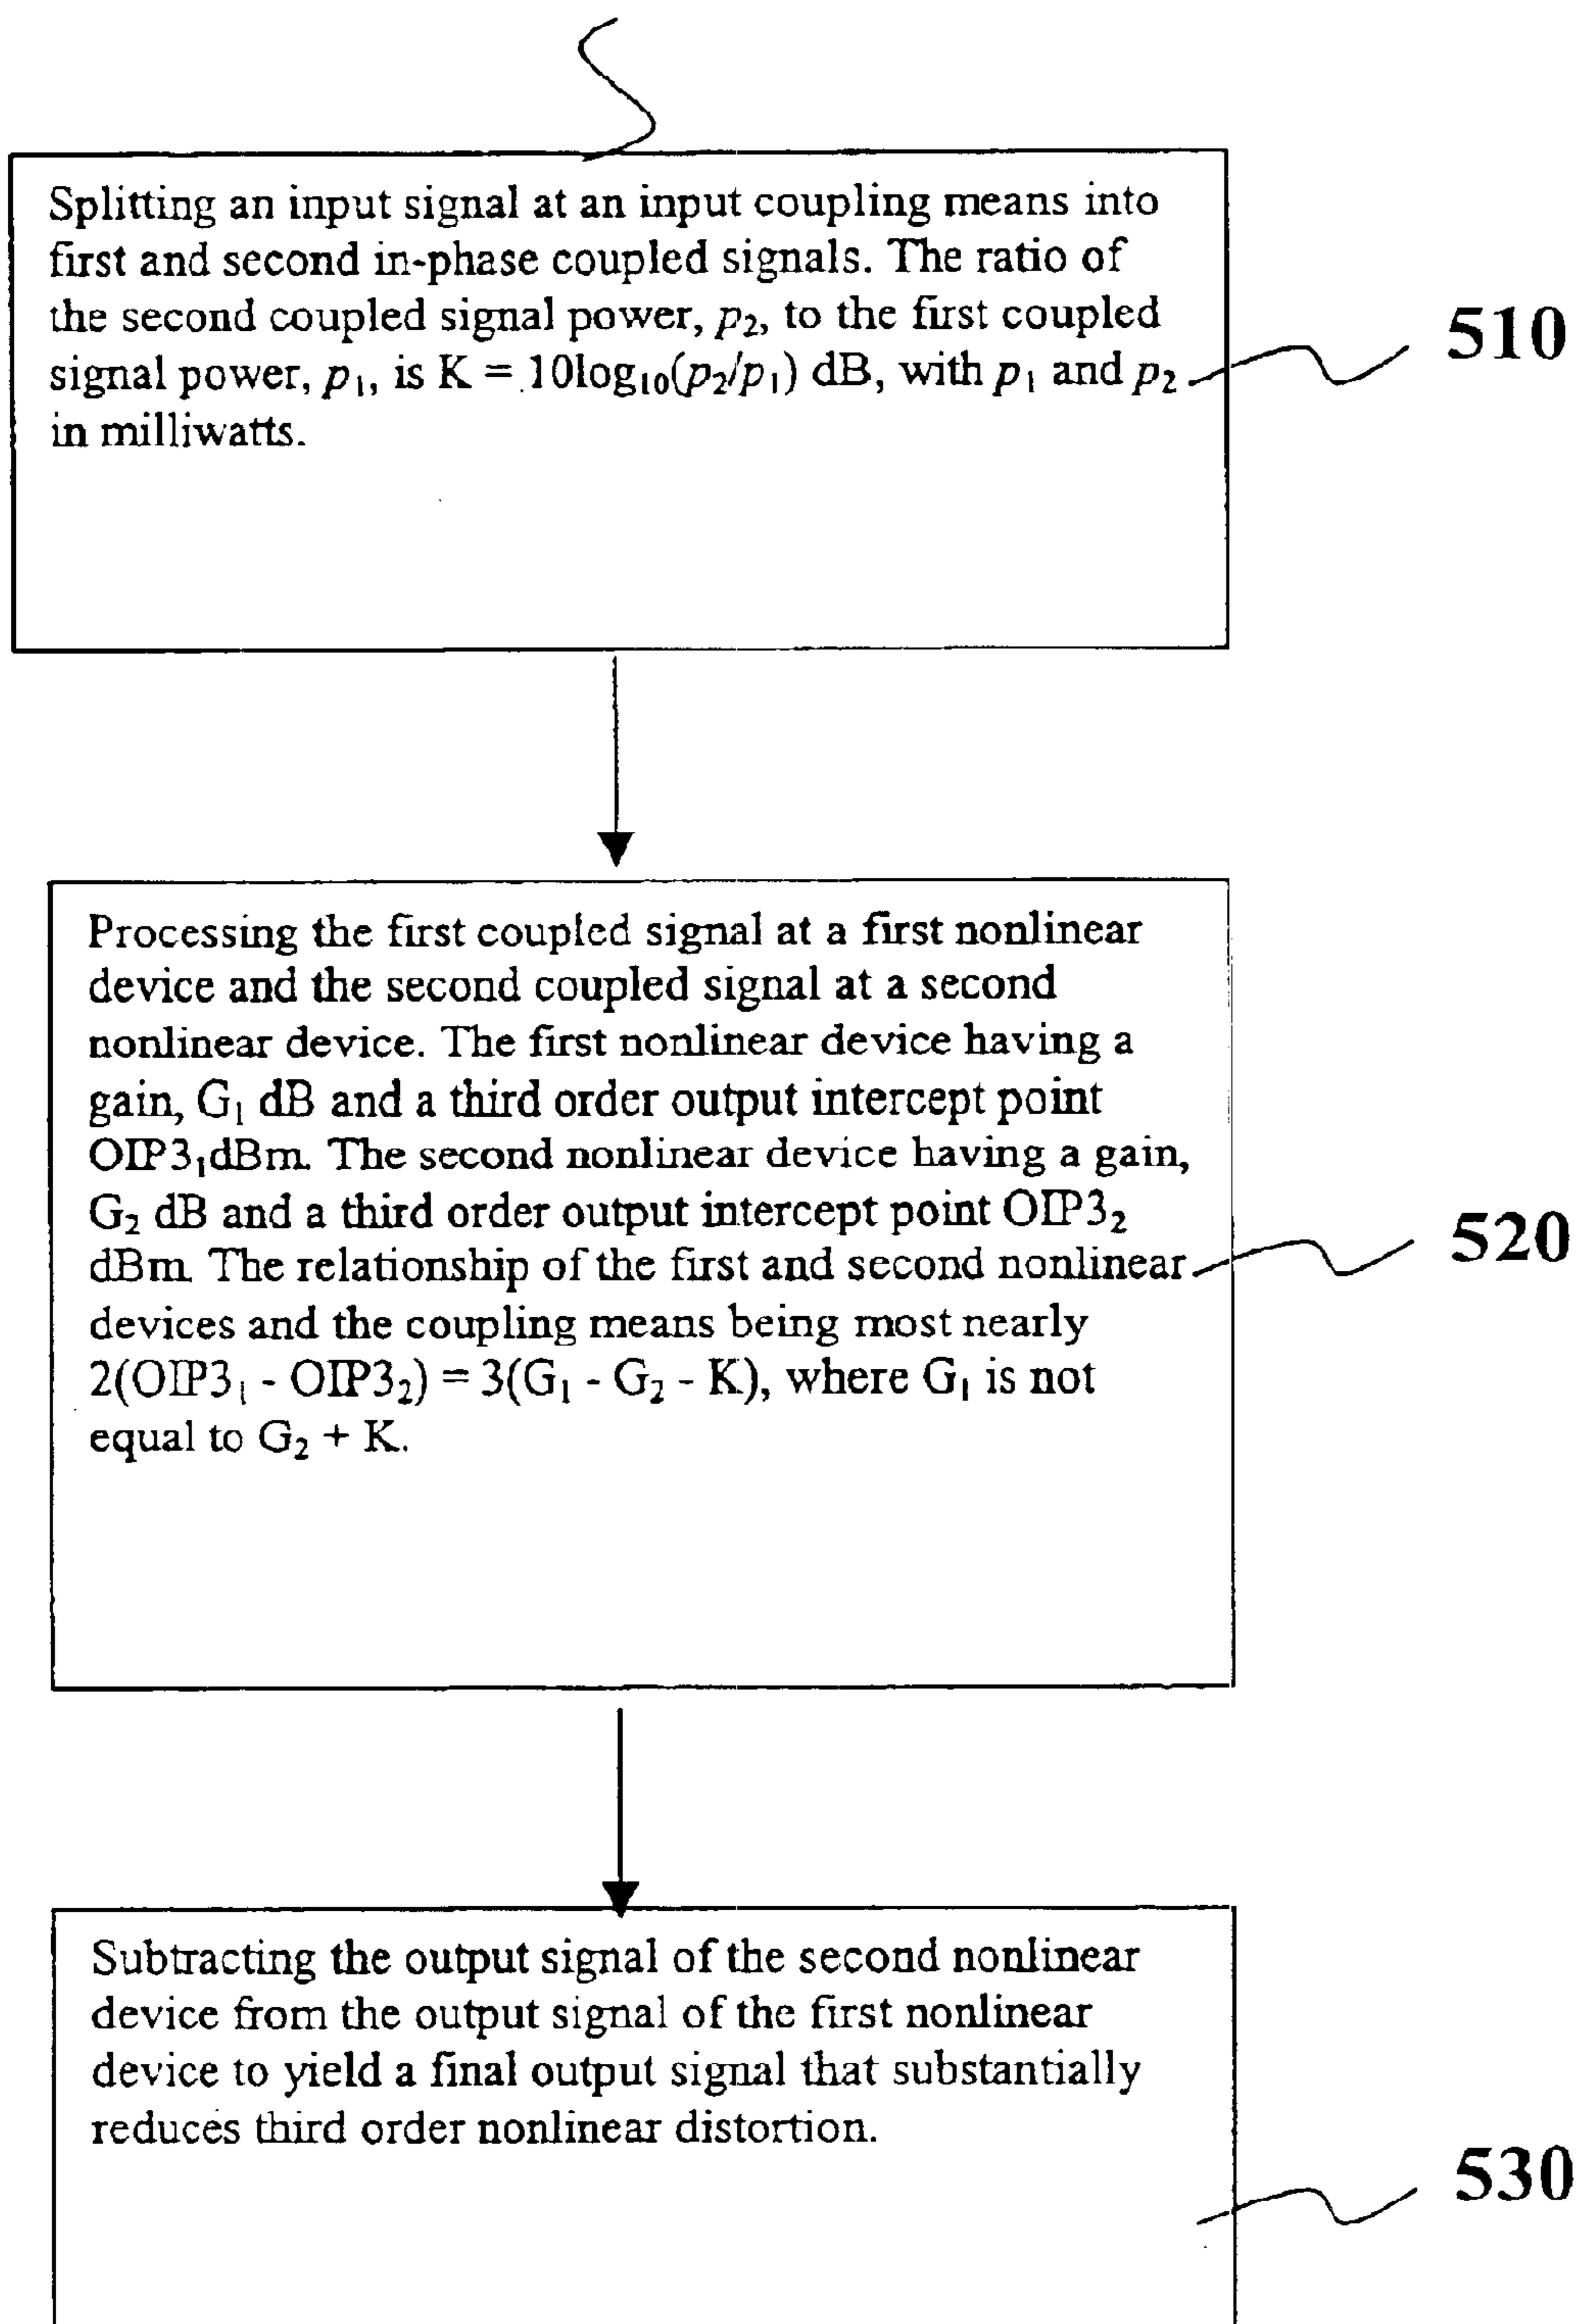 Splitting an input signal at an input coupling means into
first and second in-phase coupled signals. The ratio of
the second coupled signal power, p₂, to the first coupled
signal power, p₁, is K = 10log₁₀(p₂/p₁) dB, with p₁ and p₂
in milliwatts.
510
Processing the first coupled signal at a first nonlinear
device and the second coupled signal at a second
nonlinear device. The first nonlinear device having a
gain, G₁ dB and a third order output intercept point
OIP3₁dBm. The second nonlinear device having a gain,
G₂ dB and a third order output intercept point OIP3₂
dBm. The relationship of the first and second nonlinear
devices and the coupling means being most nearly
2(OIP3₁ - OIP3₂) = 3(G₁ - G₂ - K), where G₁ is not
equal to G₂ + K.
520
Subtracting the output signal of the second nonlinear
device from the output signal of the first nonlinear
device to yield a final output signal that substantially
reduces third order nonlinear distortion.
530